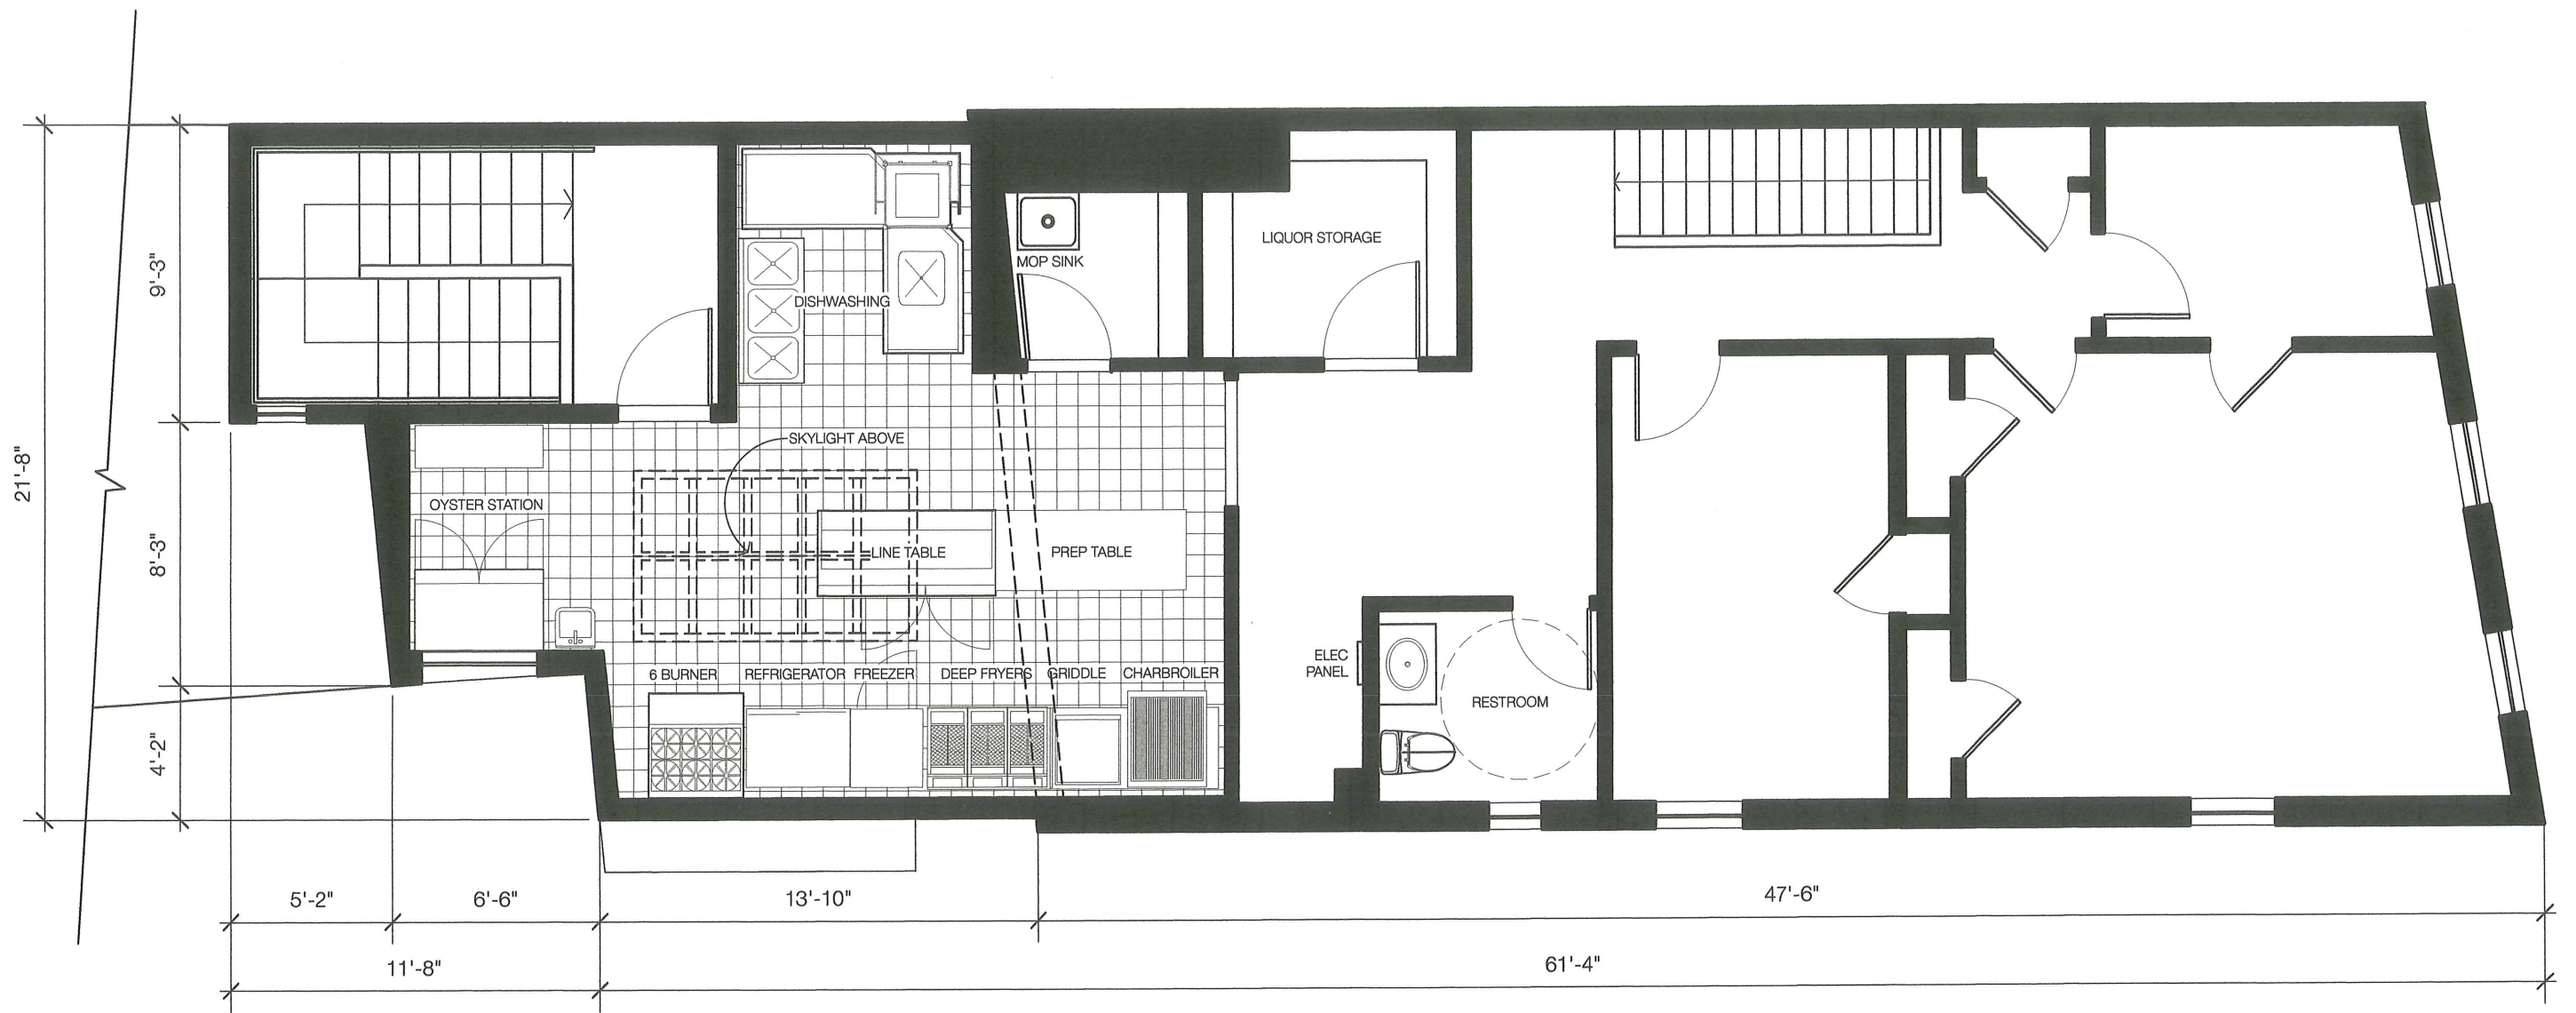 9'-3"
21'-8"
8'-3"
4'-2"
MOP SINK
LIQUOR STORAGE
DISHWASHING
SKYLIGHT ABOVE
OYSTER STATION
LINE TABLE
PREP TABLE
6 BURNER
REFRIGERATOR
FREEZER
DEEP FRYERS
GRIDDLE
CHARBROILER
ELEC
PANEL
RESTROOM
5'-2"
6'-6"
13'-10"
47'-6"
11'-8"
61'-4"